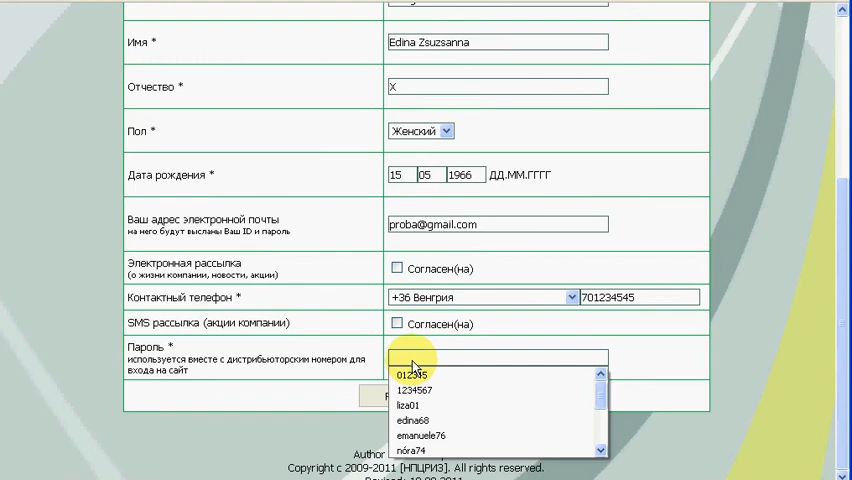 Имя *
Edina Zsuzsanna
Отчество *
X
Пол *
Женский
Дата рождения *
15 05 1966 ДД.ММ.ГГГГ
Ваш адрес электронной почты
на него будут высланы Ваш ID и пароль
proba@gmail.com
Электронная рассылка
(о жизни компании, новости, акции)
Согласен(на)
Контактный телефон *
+36 Венгрия 701234545
SMS рассылка (акции компании)
Согласен(на)
Пароль *
используется вместе с дистрибьюторским номером для
входа на сайт
012345
1234567
liza01
edina68
emanuele76
nóra74
Author
Copyright c 2009-2011 [НПЦРИЗ]. All rights reserved.